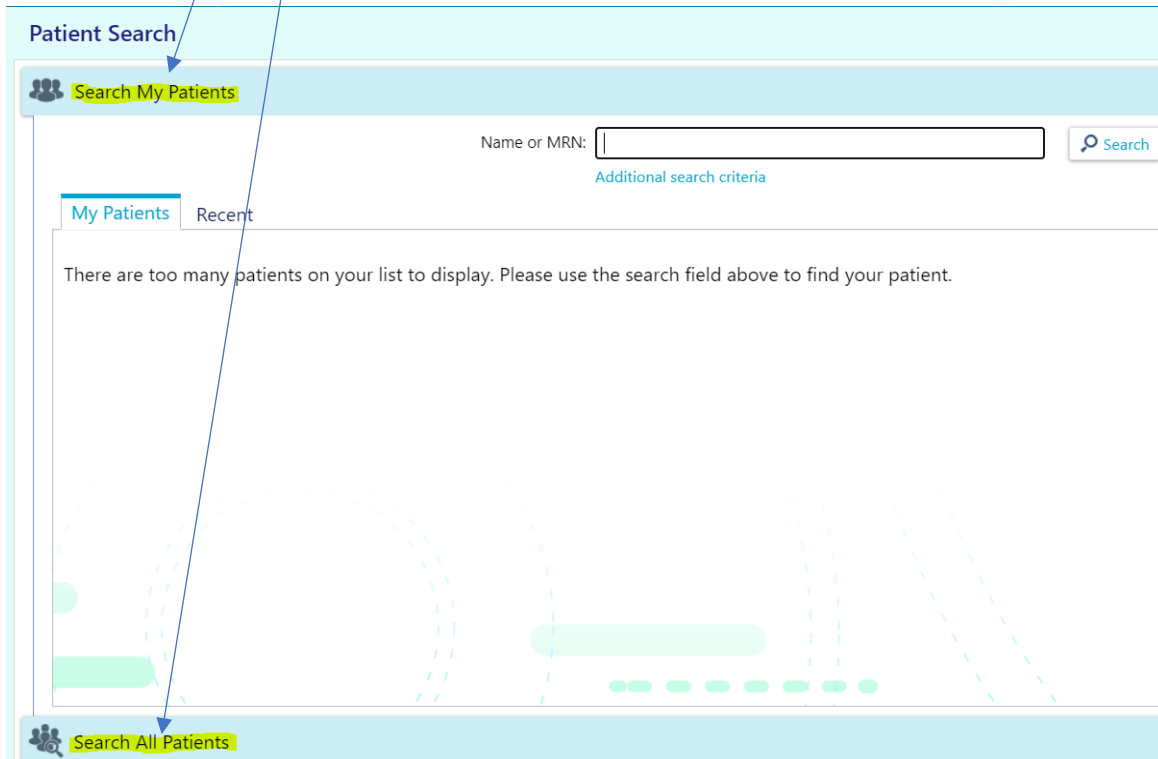 Patient Search
Search My Patients
Name or MRN:
Search
Additional search criteria
My Patients Recent
There are too many patients on your list to display. Please use the search field above to find your patient.
Search All Patients